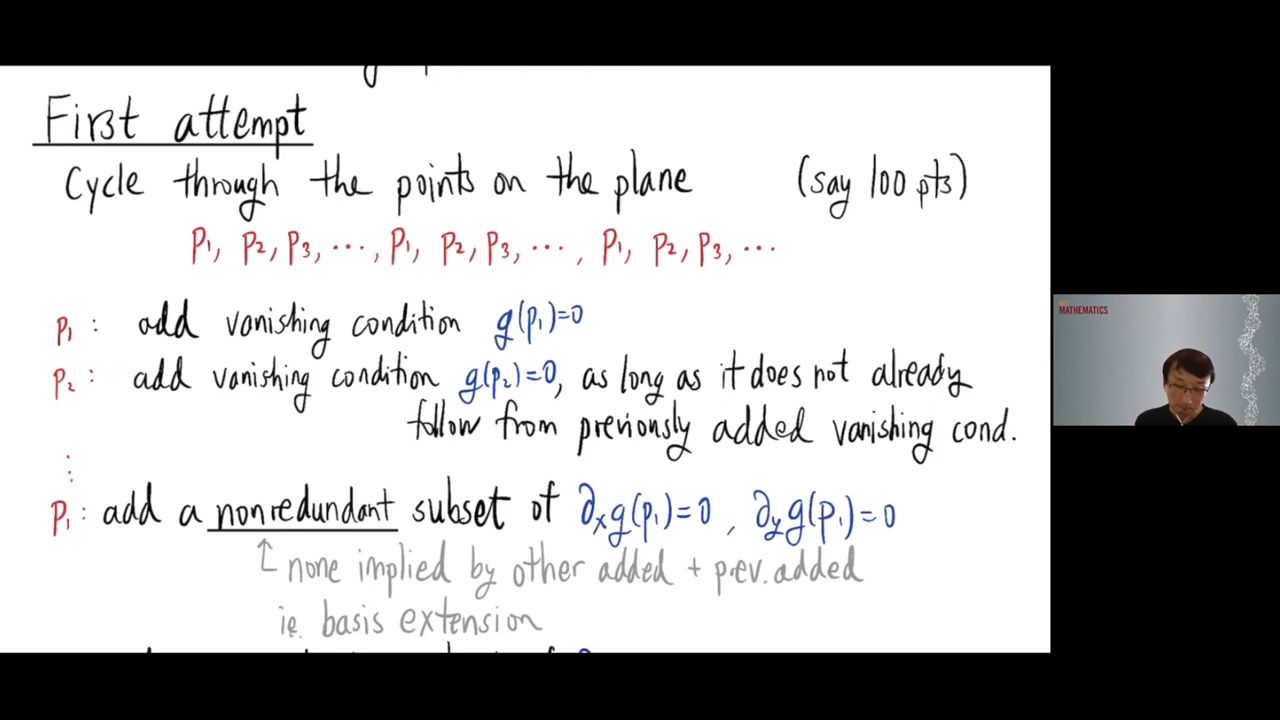 First attempt
Cycle through the points on the plane (say 100 pts)
P₁, P₂, P₃, ⋯, P₁, P₂, P₃, ⋯, P₁, P₂, P₃, ⋯
P₁: add vanishing condition g(p₁)=0
P₂: add vanishing condition g(p₂)=0, as long as it does not already
follow from previously added vanishing cond.
⋮
P₁: add a nonredundant subset of ∂ₓg(p₁)=0, ∂ᵧg(p₁)=0
none implied by other added + prev. added
ie. basis extension
MATHEMATICS